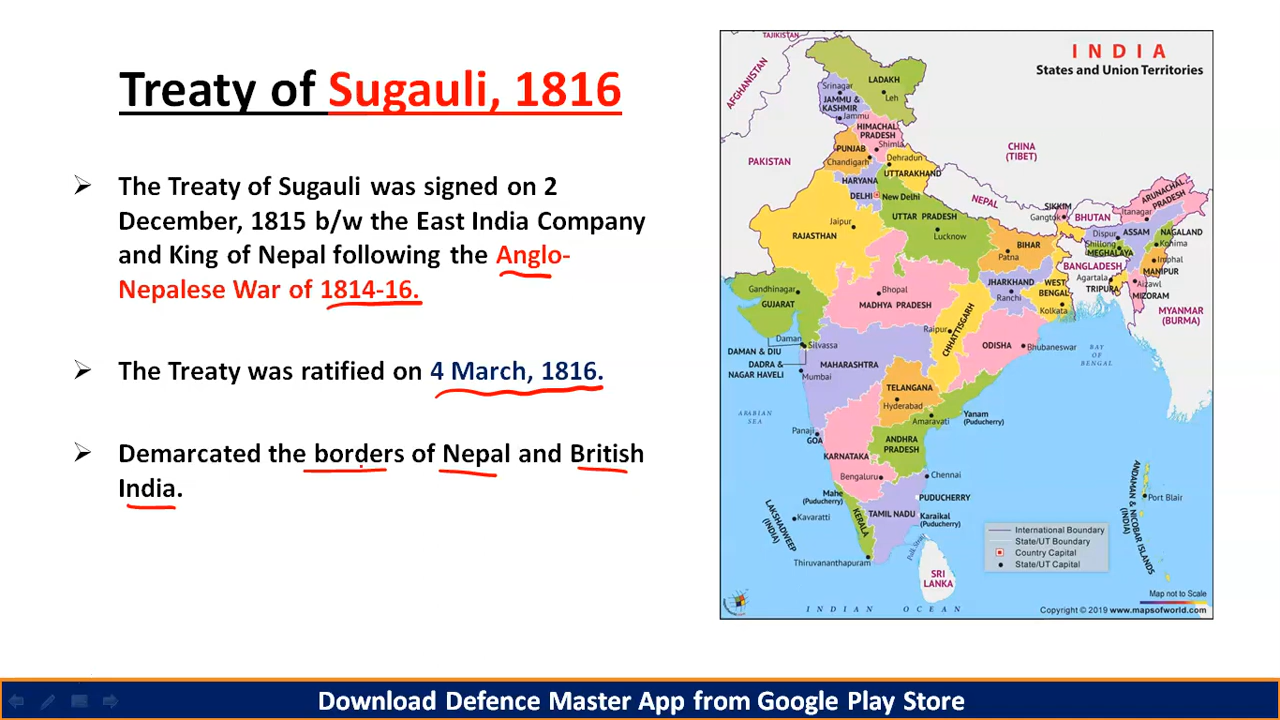 Treaty of Sugauli, 1816
The Treaty of Sugauli was signed on 2
December, 1815 b/w the East India Company
and King of Nepal following the Anglo-
Nepalese War of 1814-16.
The Treaty was ratified on 4 March, 1816.
Demarcated the borders of Nepal and British
India.
INDIA
States and Union Territories
TAJIKISTAN
AFGHANISTAN
PAKISTAN
CHINA
(TIBET)
NEPAL
BHUTAN
BANGLADESH
MYANMAR
(BURMA)
SRI
LANKA
LADAKH
Leh
Srinagar
JAMMU &
KASHMIR
Jammu
HIMACHAL
PRADESH
Shimla
PUNJAB
Chandigarh
Dehradun
UTTARAKHAND
HARYANA
DELHI
New Delhi
UTTAR PRADESH
Lucknow
Jaipur
RAJASTHAN
BIHAR
Patna
SIKKIM
Gangtok
ARUNACHAL
PRADESH
Itanagar
Dispur
ASSAM
NAGALAND
Kohima
Shillong
MEGHALAYA
Imphal
MANIPUR
Agartala
TRIPURA
Aizawl
MIZORAM
Gandhinagar
GUJARAT
Bhopal
MADHYA PRADESH
JHARKHAND
Ranchi
WEST
BENGAL
Kolkata
Raipur
CHHATTISGARH
ODISHA
Bhubaneswar
BAY
OF
BENGAL
Daman
Silvassa
DAMAN & DIU
DADRA &
NAGAR HAVELI
MAHARASHTRA
Mumbai
TELANGANA
Hyderabad
Amaravati
Yanam
(Puducherry)
ARABIAN
SEA
Panaji
GOA
ANDHRA
PRADESH
KARNATAKA
Bengaluru
Chennai
Mahe
(Puducherry)
PUDUCHERRY
TAMIL NADU
Karaikal
(Puducherry)
KERALA
LAKSHADWEEP
(INDIA)
Kavaratti
Thiruvananthapuram
Palk Strait
ANDAMAN & NICOBAR ISLANDS
(INDIA)
Port Blair
International Boundary
State/UT Boundary
Country Capital
State/UT Capital
INDIAN OCEAN
Map not to Scale
Copyright © 2019 www.mapsofworld.com
Download Defence Master App from Google Play Store